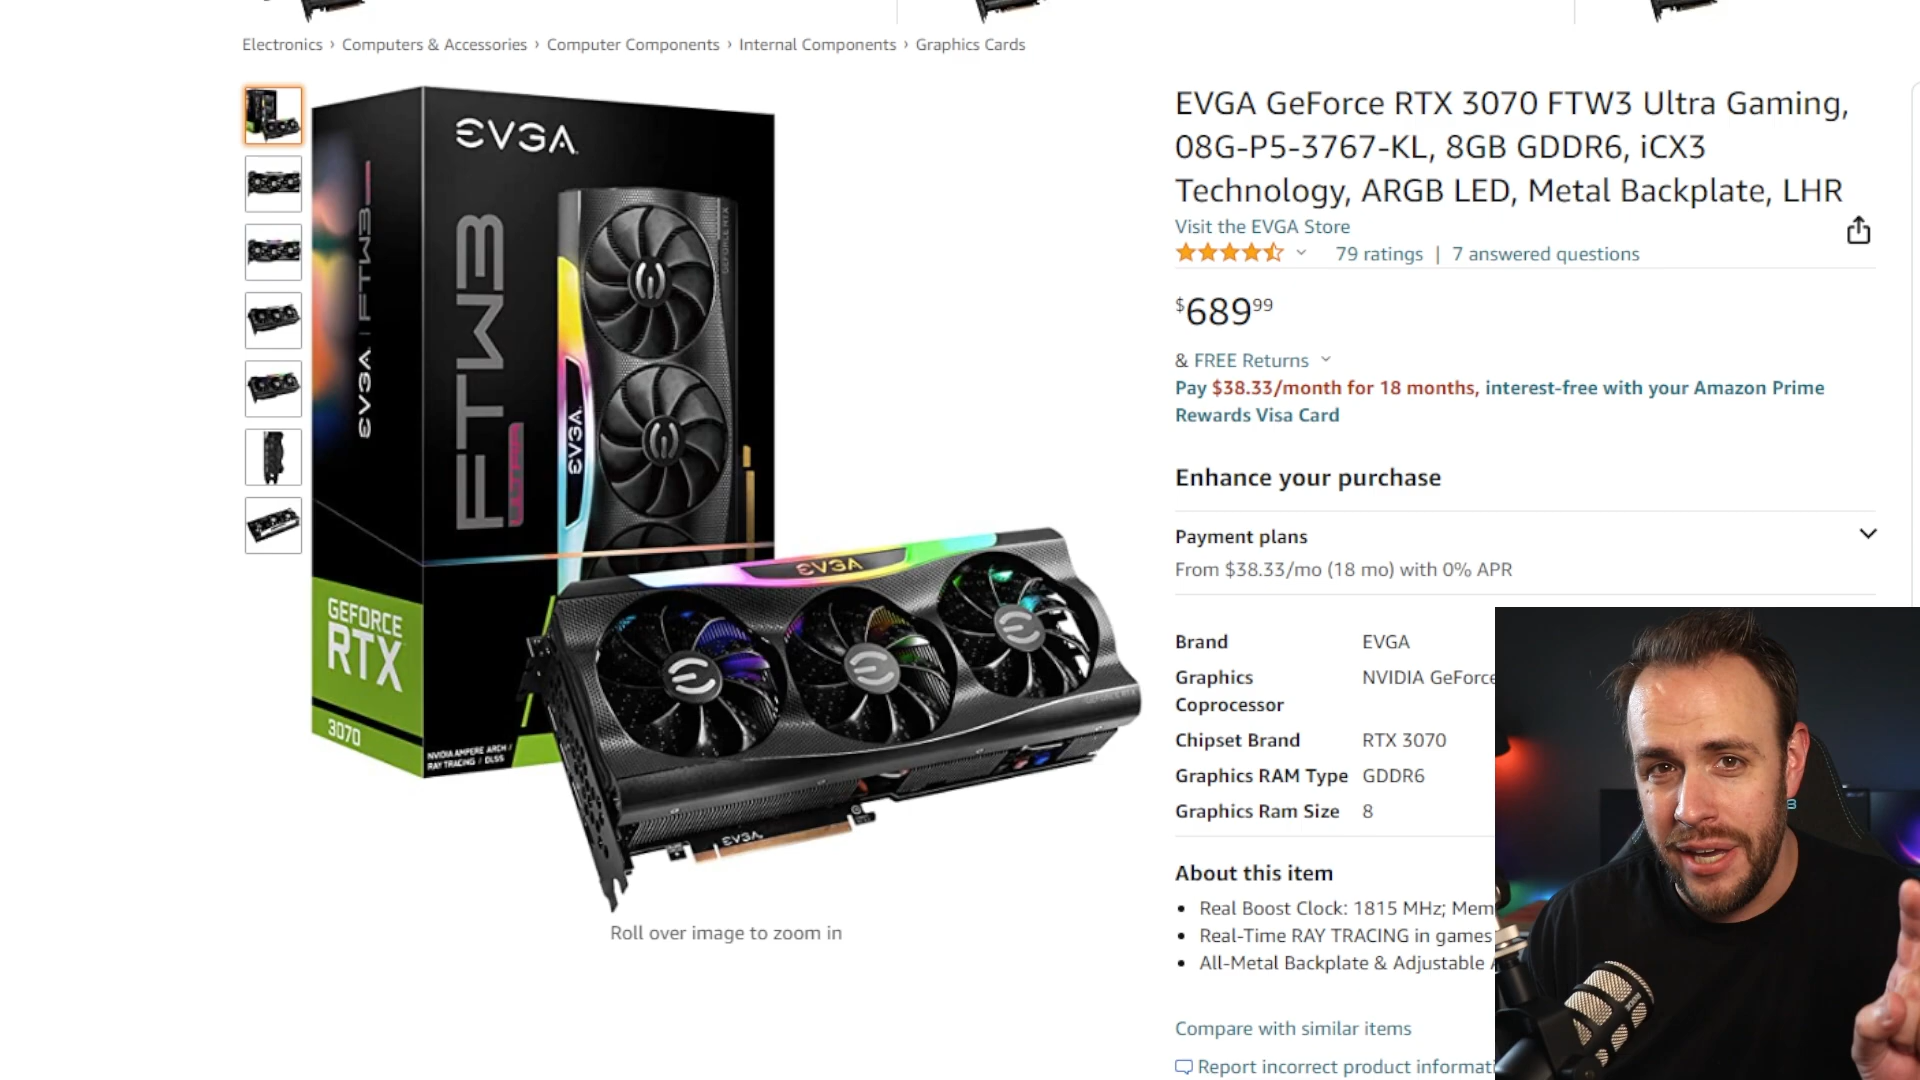 Electronics › Computers & Accessories › Computer Components › Internal Components › Graphics Cards
EVGA
FTW3
ULTRA
EVGA | FTW3
EVGA
GEFORCE RTX
GEFORCE
RTX
3070
NVIDIA AMPERE ARCH /
RAY TRACING / DLSS
EVGA
EVGA
Roll over image to zoom in
EVGA GeForce RTX 3070 FTW3 Ultra Gaming,
08G-P5-3767-KL, 8GB GDDR6, iCX3
Technology, ARGB LED, Metal Backplate, LHR
Visit the EVGA Store
79 ratings | 7 answered questions
$689 99
& FREE Returns
Pay $38.33/month for 18 months, interest-free with your Amazon Prime
Rewards Visa Card
Enhance your purchase
Payment plans
From $38.33/mo (18 mo) with 0% APR
Brand EVGA
Graphics NVIDIA GeForce
Coprocessor
Chipset Brand RTX 3070
Graphics RAM Type GDDR6
Graphics Ram Size 8
About this item
• Real Boost Clock: 1815 MHz; Mem
• Real-Time RAY TRACING in games
• All-Metal Backplate & Adjustable
Compare with similar items
Report incorrect product informati